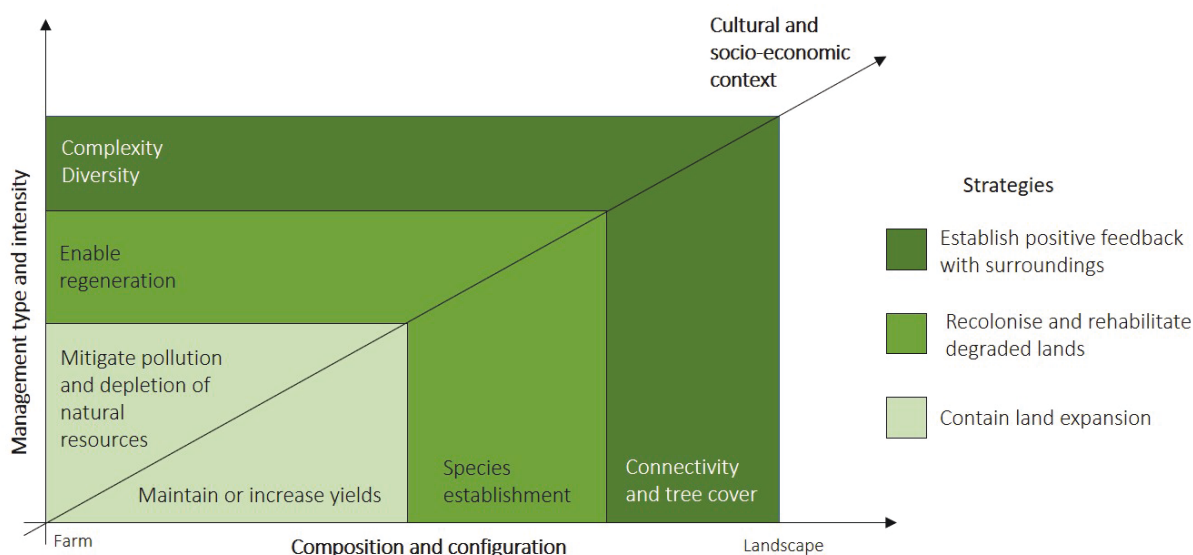 Cultural and
socio-economic
context
Management type and intensity
Complexity
Diversity
Enable
regeneration
Mitigate pollution
and depletion of
natural
resources
Maintain or increase yields
Species
establishment
Connectivity
and tree cover
Farm
Composition and configuration
Landscape
Strategies
Establish positive feedback
with surroundings
Recolonise and rehabilitate
degraded lands
Contain land expansion